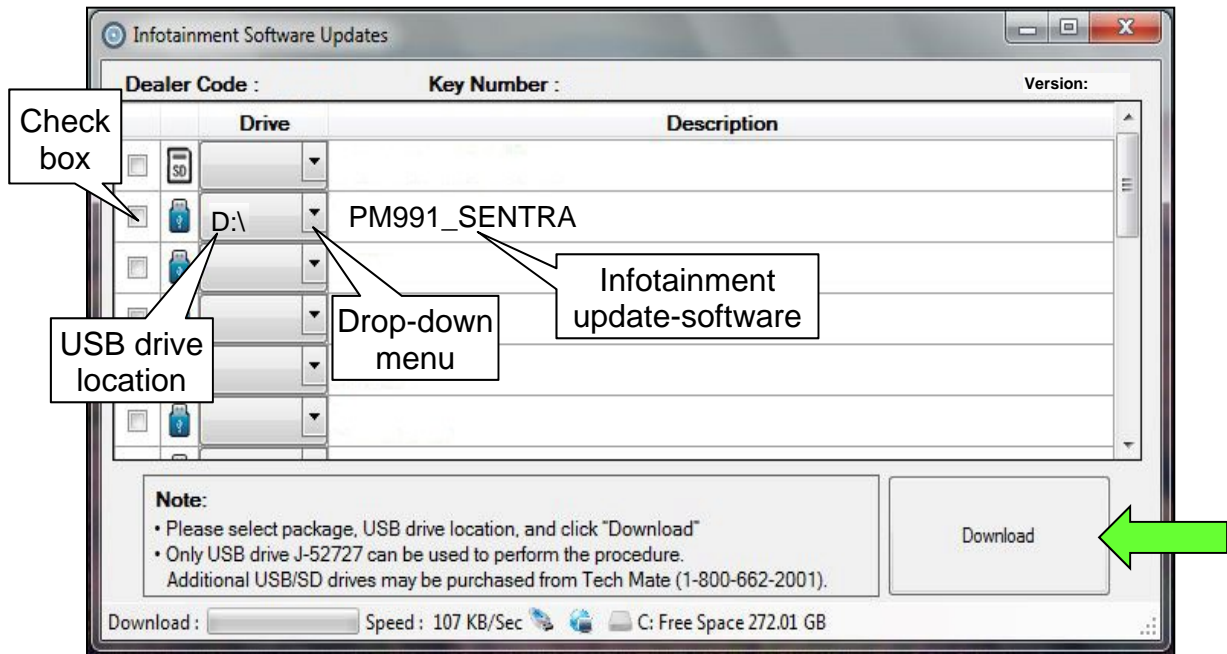 Infotainment Software Updates
Dealer Code : Key Number : Version:
Check
box
Drive Description
SD
D:\ PM991_SENTRA
Infotainment
update-software
Drop-down
menu
USB drive
location
Note:
• Please select package, USB drive location, and click "Download"
• Only USB drive J-52727 can be used to perform the procedure.
Additional USB/SD drives may be purchased from Tech Mate (1-800-662-2001).
Download
Download : Speed : 107 KB/Sec C: Free Space 272.01 GB